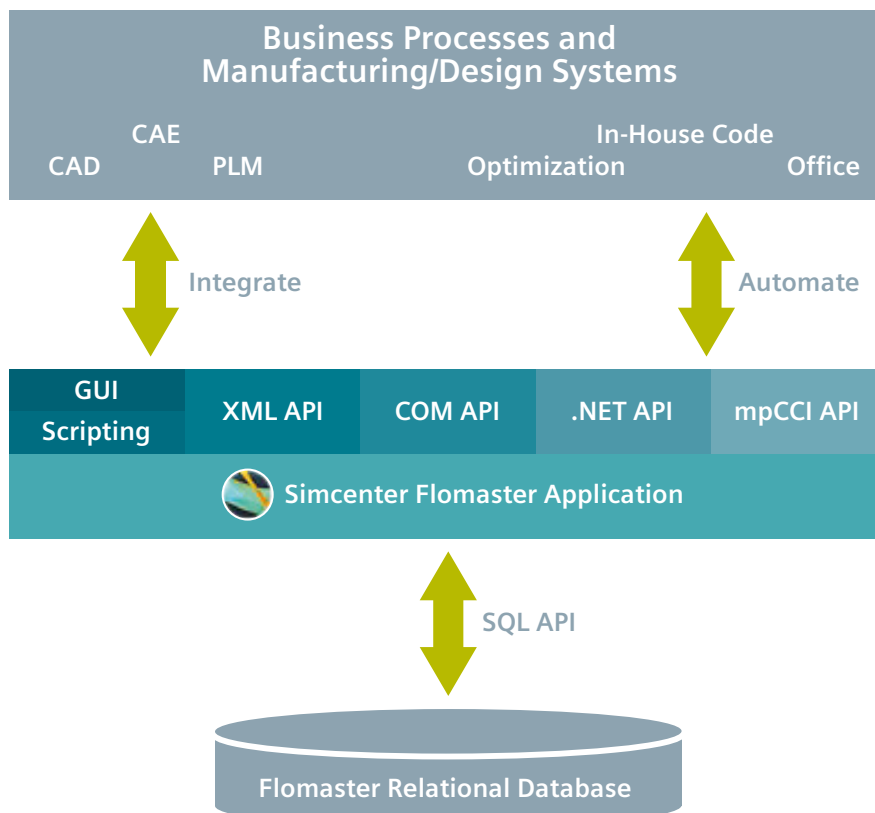 Business Processes and
Manufacturing/Design Systems
CAE
In-House Code
CAD
PLM
Optimization
Office
Integrate
Automate
GUI
Scripting
XML API
COM API
.NET API
mpCCI API
Simcenter Flomaster Application
SQL API
Flomaster Relational Database